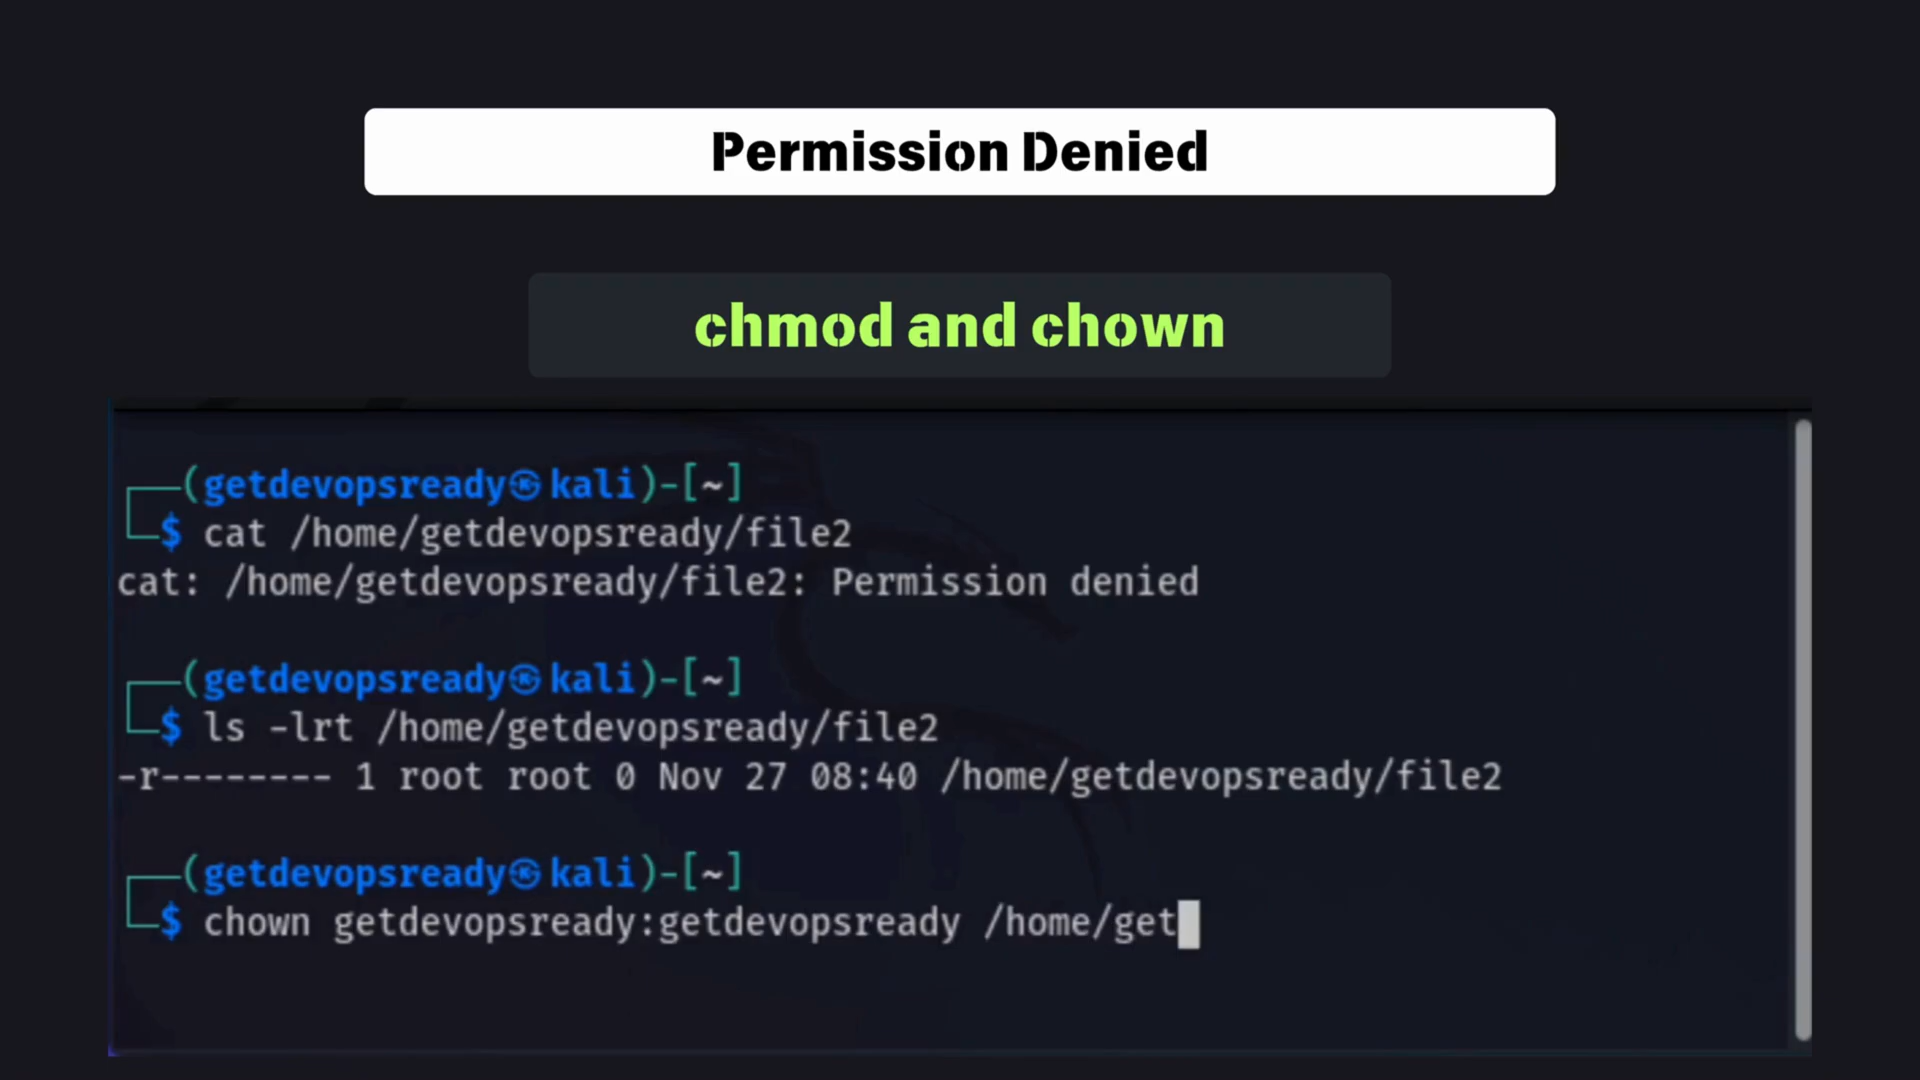 Permission Denied
chmod and chown
┌──(getdevopsready㉿kali)-[~]
└─$ cat /home/getdevopsready/file2
cat: /home/getdevopsready/file2: Permission denied
┌──(getdevopsready㉿kali)-[~]
└─$ ls -lrt /home/getdevopsready/file2
-r-------- 1 root root 0 Nov 27 08:40 /home/getdevopsready/file2
┌──(getdevopsready㉿kali)-[~]
└─$ chown getdevopsready:getdevopsready /home/get